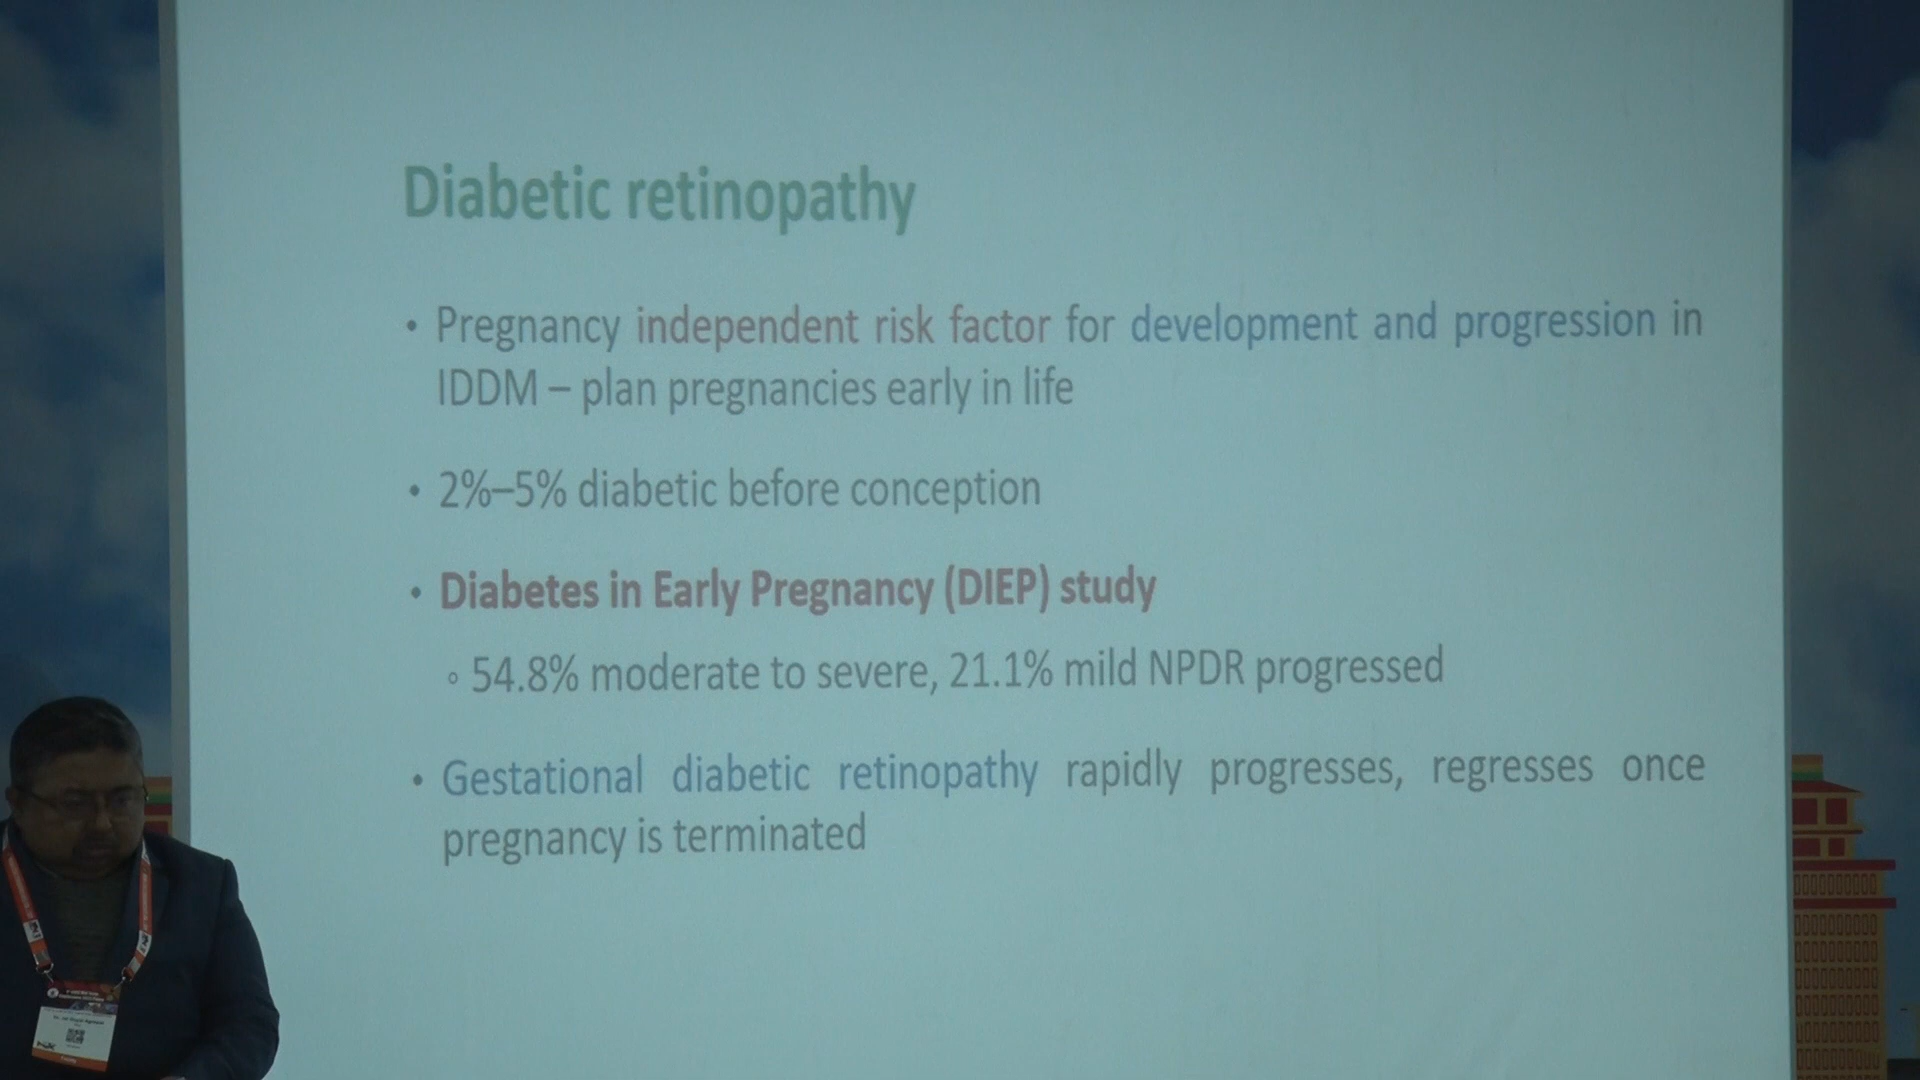 Diabetic retinopathy
• Pregnancy independent risk factor for development and progression in
IDDM – plan pregnancies early in life
• 2%–5% diabetic before conception
• Diabetes in Early Pregnancy (DIEP) study
◦ 54.8% moderate to severe, 21.1% mild NPDR progressed
• Gestational diabetic retinopathy rapidly progresses, regresses once
pregnancy is terminated